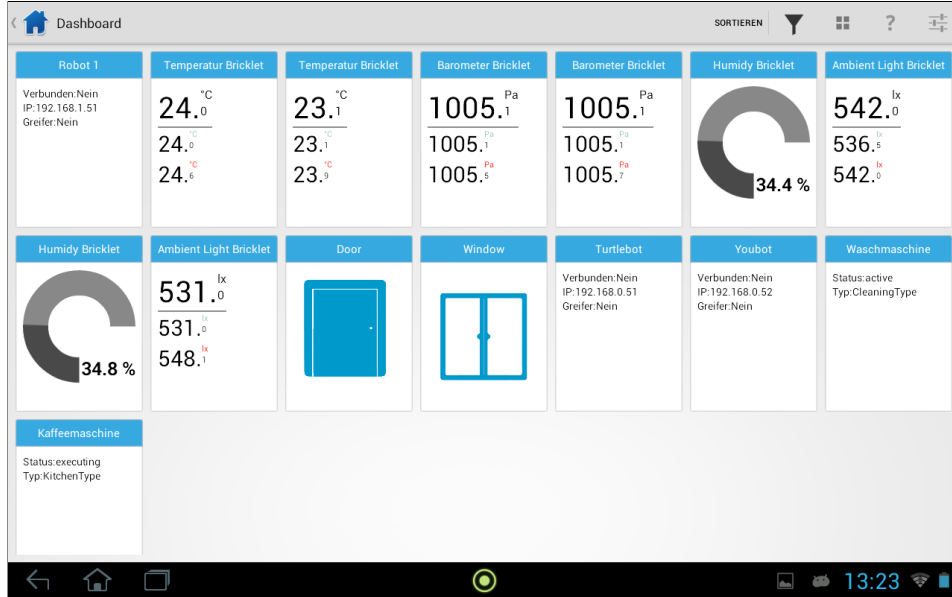 Dashboard
SORTIEREN
?
Robot 1
Verbunden:Nein
IP:192.168.1.51
Greifer:Nein
Temperatur Bricklet
24.0 °C
24.0 °C
24.6 °C
Temperatur Bricklet
23.1 °C
23.1 °C
23.9 °C
Barometer Bricklet
1005.1 Pa
1005.1 Pa
1005.5 Pa
Barometer Bricklet
1005.1 Pa
1005.1 Pa
1005.7 Pa
Humidy Bricklet
34.4 %
Ambient Light Bricklet
542.0 lx
536.5 lx
542.0 lx
Humidy Bricklet
34.8 %
Ambient Light Bricklet
531.0 lx
531.0 lx
548.1 lx
Door
Window
Turtlebot
Verbunden:Nein
IP:192.168.0.51
Greifer:Nein
Youbot
Verbunden:Nein
IP:192.168.0.52
Greifer:Nein
Waschmaschine
Status:active
Typ:CleaningType
Kaffeemaschine
Status:executing
Typ:KitchenType
13:23